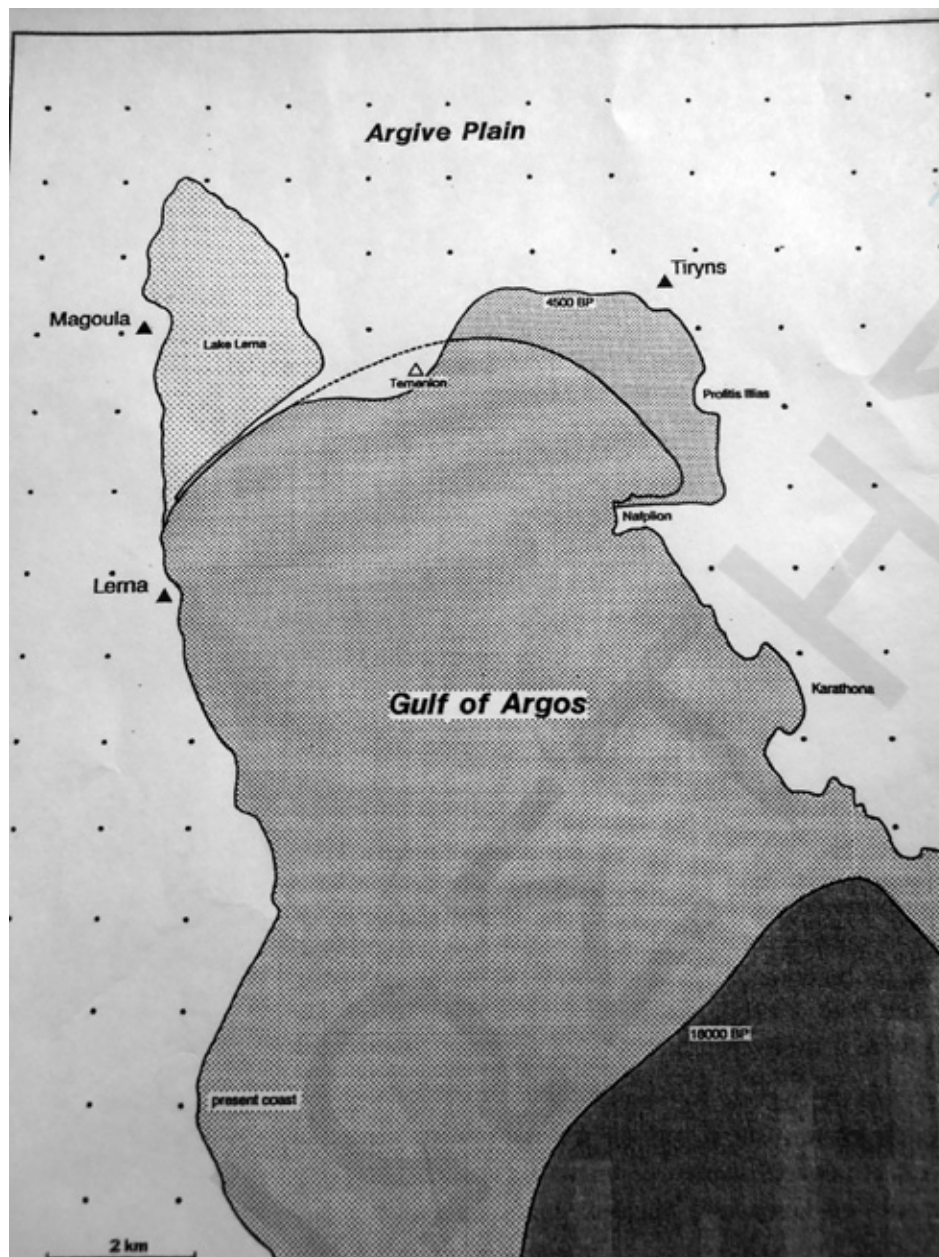 Argive Plain
Tiryns
4500 BP
Magoula
Lake Lerna
Temenion
Profitis Illias
Nafplion
Lerna
Karathona
Gulf of Argos
18000 BP
present coast
2 km